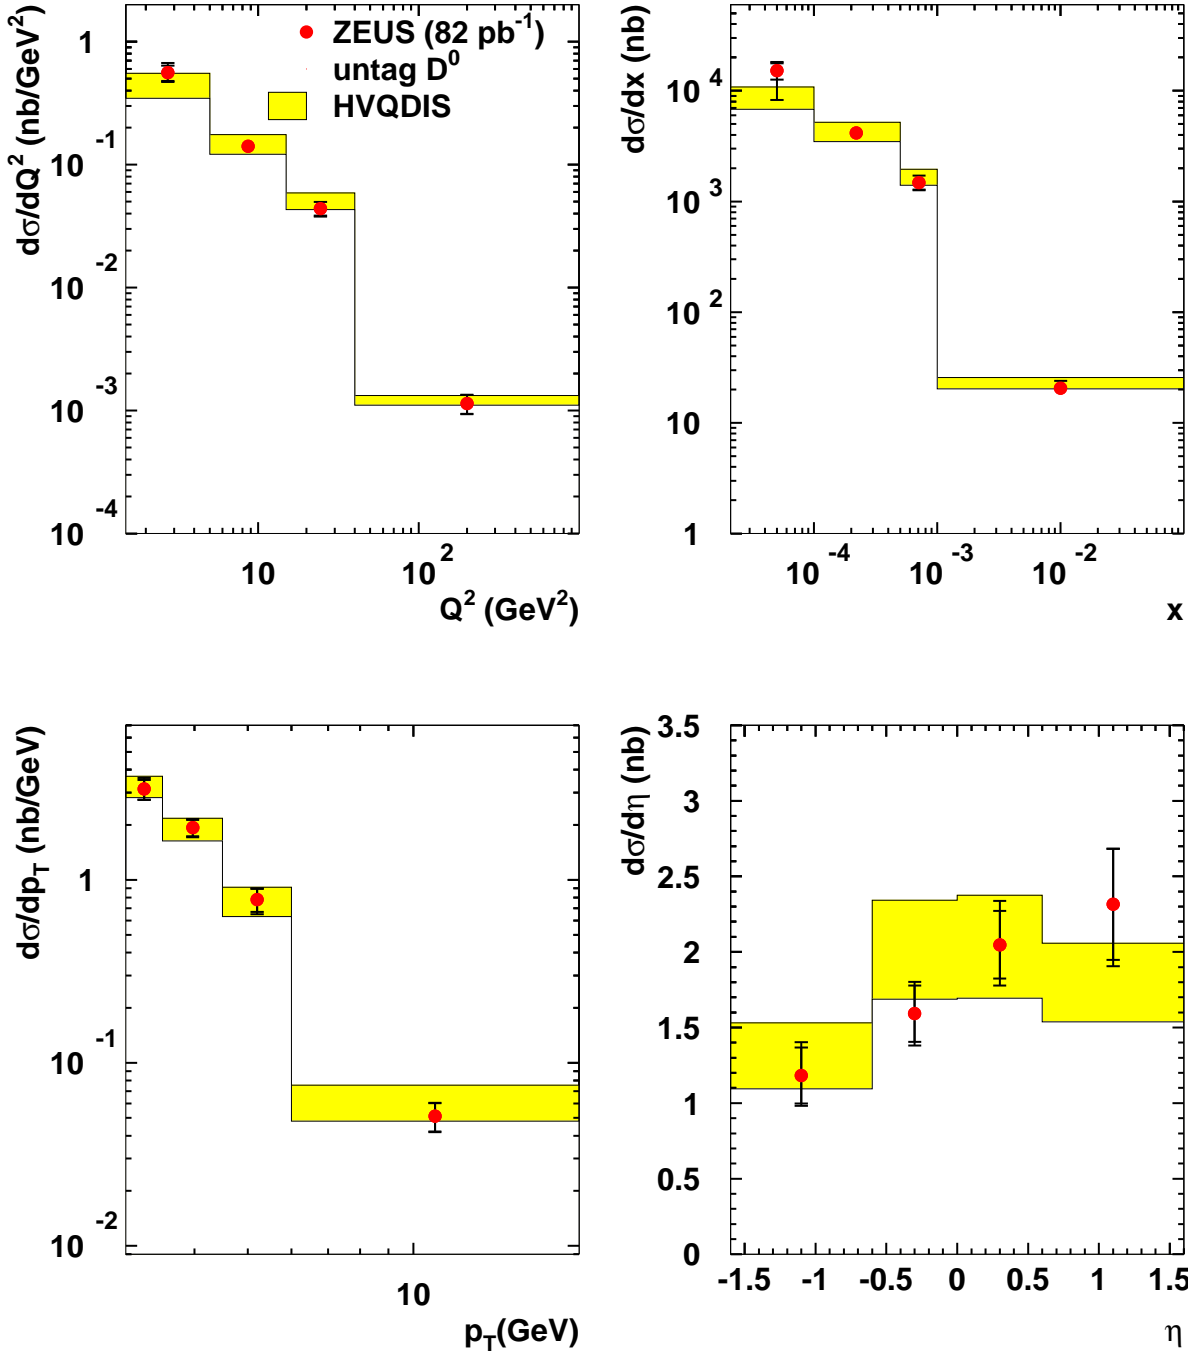 dσ/dQ² (nb/GeV²)
1
10⁻¹
10⁻²
10⁻³
10⁻⁴
ZEUS (82 pb⁻¹)
untag D⁰
HVQDIS
10
10²
Q² (GeV²)
dσ/dx (nb)
10⁴
10³
10²
10
1
10⁻⁴
10⁻³
10⁻²
x
dσ/dp_T (nb/GeV)
1
10⁻¹
10⁻²
10
p_T(GeV)
dσ/dη (nb)
3.5
3
2.5
2
1.5
1
0.5
0
-1.5 -1 -0.5 0 0.5 1 1.5
η